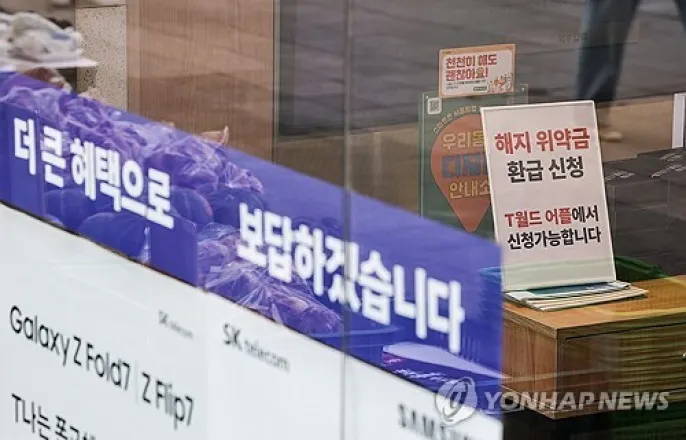 천천히 해도
괜찮아요!
우리동
디지
안내소
해지 위약금
환급 신청
T월드 어플에서
신청가능합니다
더 큰 혜택으로
보답하겠습니다
SK telecom
SK telecom
Galaxy Z Fold7 | Z Flip7
T나는
SAMSU
YONHAP NEWS